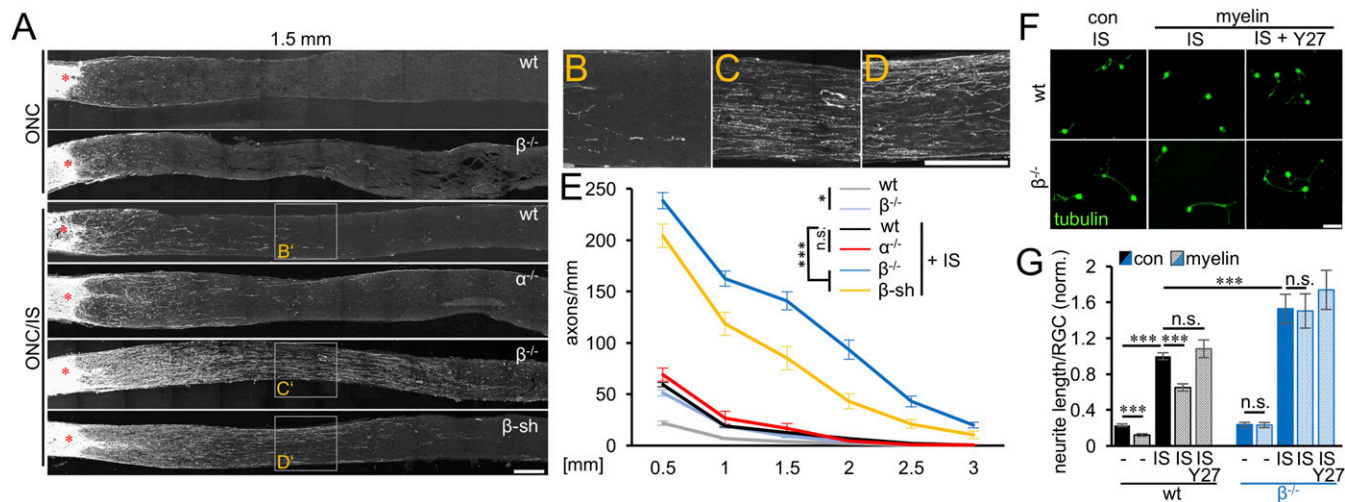 A
1.5 mm
ONC
ONC/IS
*
wt
*
β-/-
*
wt
B'
*
α-/-
*
β-/-
C'
*
β-sh
D'
B
C
D
E
axons/mm
250
200
150
100
50
0
[mm]
0.5
1
1.5
2
2.5
3
wt
β-/-
*
wt
α-/-
β-/-
β-sh
n.s.
***
+ IS
F
con
myelin
IS
IS
IS + Y27
wt
β-/-
tubulin
G
con
myelin
neurite length/RGC (norm.)
2
1.6
1.2
0.8
0.4
0
***
***
***
n.s.
***
n.s.
n.s.
- - IS IS IS
Y27
- - IS IS IS
Y27
wt
β-/-